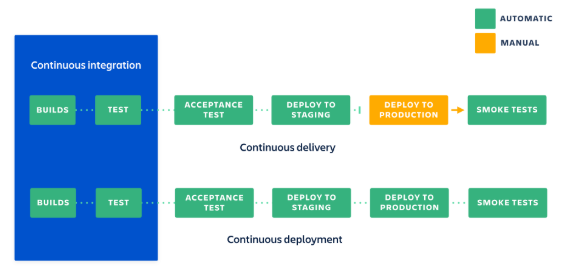 AUTOMATIC
MANUAL
Continuous integration
BUILDS
TEST
ACCEPTANCE
TEST
DEPLOY TO
STAGING
DEPLOY TO
PRODUCTION
SMOKE TESTS
Continuous delivery
BUILDS
TEST
ACCEPTANCE
TEST
DEPLOY TO
STAGING
DEPLOY TO
PRODUCTION
SMOKE TESTS
Continuous deployment